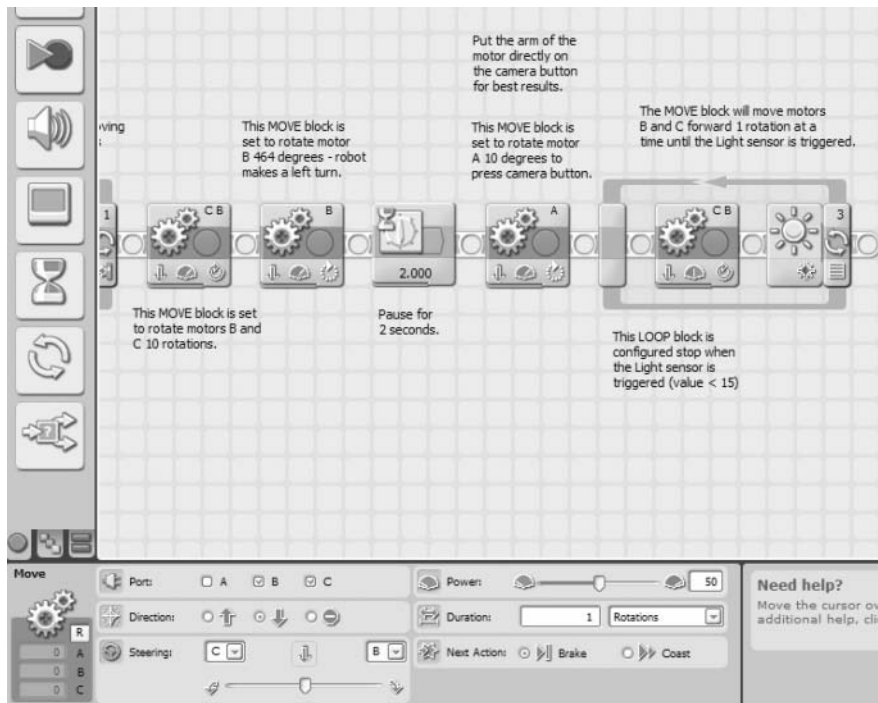 Put the arm of the
motor directly on
the camera button
for best results.
ving
s
This MOVE block is
set to rotate motor
B 464 degrees - robot
makes a left turn.
This MOVE block is
set to rotate motor
A 10 degrees to
press camera button.
The MOVE block will move motors
B and C forward 1 rotation at a
time until the Light sensor is triggered.
1
C B
B
2.000
A
C B
3
This MOVE block is set
to rotate motors B and
C 10 rotations.
Pause for
2 seconds.
This LOOP block is
configured stop when
the Light sensor is
triggered (value < 15)
Move
R
0 A
0 B
0 C
Port: A B C
Direction:
Steering: C B
Power: 50
Duration: 1 Rotations
Next Action: Brake Coast
Need help?
Move the cursor ov
additional help, clic